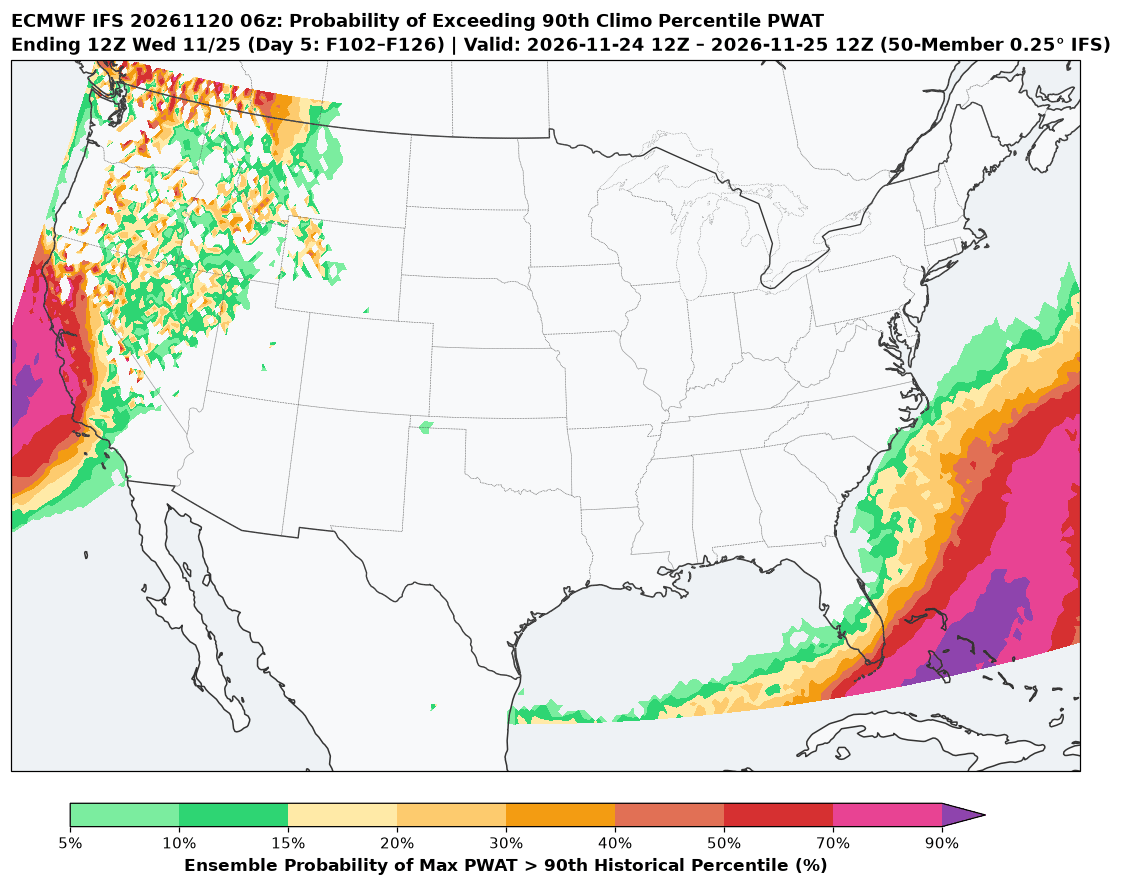 ECMWF IFS 20261120 06z: Probability of Exceeding 90th Climo Percentile PWAT
Ending 12Z Wed 11/25 (Day 5: F102–F126) | Valid: 2026-11-24 12Z – 2026-11-25 12Z (50-Member 0.25° IFS)
5% 10% 15% 20% 30% 40% 50% 70% 90%
Ensemble Probability of Max PWAT > 90th Historical Percentile (%)